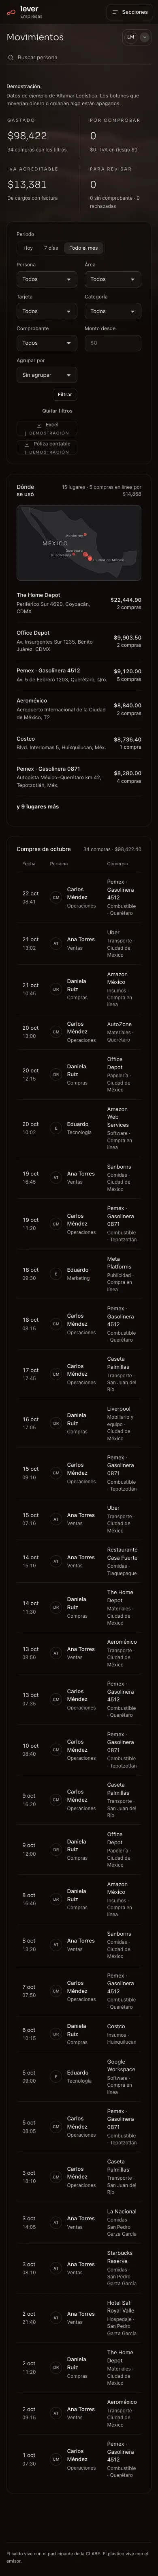 lever
Empresas
Secciones
Movimientos
LM
Buscar persona
Demostración.
Datos de ejemplo de Altamar Logística. Los botones que
moverían dinero o crearían algo están apagados.
GASTADO
$98,422
34 compras con los filtros
POR COMPROBAR
0
$0 · IVA en riesgo $0
IVA ACREDITABLE
$13,381
De cargos con factura
PARA REVISAR
0
0 sin comprobante · 0
rechazadas
Periodo
Hoy
7 días
Todo el mes
Persona
Todos
Área
Todos
Tarjeta
Todos
Categoría
Todos
Comprobante
Todos
Monto desde
$0
Agrupar por
Sin agrupar
Filtrar
Quitar filtros
Excel
DEMOSTRACIÓN
Póliza contable
DEMOSTRACIÓN
Dónde
se usó
15 lugares · 5 compras en línea por
$14,868
MÉXICO
Monterrey
Querétaro
Guadalajara
Ciudad de México
The Home Depot
Periférico Sur 4690, Coyoacán,
CDMX
$22,444.90
2 compras
Office Depot
Av. Insurgentes Sur 1235, Benito
Juárez, CDMX
$9,903.50
2 compras
Pemex · Gasolinera 4512
Av. 5 de Febrero 1203, Querétaro, Qro.
$9,120.00
5 compras
Aeroméxico
Aeropuerto Internacional de la Ciudad
de México, T2
$8,840.00
2 compras
Costco
Blvd. Interlomas 5, Huixquilucan, Méx.
$8,736.40
1 compra
Pemex · Gasolinera 0871
Autopista México–Querétaro km 42,
Tepotzotlán, Méx.
$8,280.00
4 compras
y 9 lugares más
Compras de octubre
34 compras · $98,422.40
Fecha
Persona
Comercio
22 oct
08:41
CM
Carlos
Méndez
Operaciones
Pemex ·
Gasolinera
4512
Combustible
· Querétaro
21 oct
13:02
AT
Ana Torres
Ventas
Uber
Transporte ·
Ciudad de
México
21 oct
10:45
DR
Daniela
Ruiz
Compras
Amazon
México
Insumos ·
Compra en
línea
20 oct
13:00
CM
Carlos
Méndez
Operaciones
AutoZone
Materiales ·
Querétaro
20 oct
12:15
DR
Daniela
Ruiz
Compras
Office
Depot
Papelería ·
Ciudad de
México
20 oct
10:02
E
Eduardo
Tecnología
Amazon
Web
Services
Software ·
Compra en
línea
19 oct
16:45
AT
Ana Torres
Ventas
Sanborns
Comidas ·
Ciudad de
México
19 oct
11:20
CM
Carlos
Méndez
Operaciones
Pemex ·
Gasolinera
0871
Combustible
· Tepotzotlán
18 oct
09:30
E
Eduardo
Marketing
Meta
Platforms
Publicidad ·
Compra en
línea
18 oct
08:15
CM
Carlos
Méndez
Operaciones
Pemex ·
Gasolinera
4512
Combustible
· Querétaro
17 oct
17:45
CM
Carlos
Méndez
Operaciones
Caseta
Palmillas
Transporte ·
San Juan del
Río
16 oct
17:05
DR
Daniela
Ruiz
Compras
Liverpool
Mobiliario y
equipo ·
Ciudad de
México
15 oct
09:10
CM
Carlos
Méndez
Operaciones
Pemex ·
Gasolinera
0871
Combustible
· Tepotzotlán
15 oct
07:10
AT
Ana Torres
Ventas
Uber
Transporte ·
Ciudad de
México
14 oct
15:10
AT
Ana Torres
Ventas
Restaurante
Casa Fuerte
Comidas ·
Tlaquepaque
14 oct
11:30
DR
Daniela
Ruiz
Compras
The Home
Depot
Materiales ·
Ciudad de
México
13 oct
08:50
AT
Ana Torres
Ventas
Aeroméxico
Transporte ·
Ciudad de
México
13 oct
07:35
CM
Carlos
Méndez
Operaciones
Pemex ·
Gasolinera
4512
Combustible
· Querétaro
10 oct
08:40
CM
Carlos
Méndez
Operaciones
Pemex ·
Gasolinera
0871
Combustible
· Tepotzotlán
9 oct
18:20
CM
Carlos
Méndez
Operaciones
Caseta
Palmillas
Transporte ·
San Juan del
Río
9 oct
12:00
DR
Daniela
Ruiz
Compras
Office
Depot
Papelería ·
Ciudad de
México
8 oct
16:40
DR
Daniela
Ruiz
Compras
Amazon
México
Insumos ·
Compra en
línea
8 oct
13:20
AT
Ana Torres
Ventas
Sanborns
Comidas ·
Ciudad de
México
7 oct
07:50
CM
Carlos
Méndez
Operaciones
Pemex ·
Gasolinera
4512
Combustible
· Querétaro
6 oct
10:15
DR
Daniela
Ruiz
Compras
Costco
Insumos ·
Huixquilucan
5 oct
09:00
E
Eduardo
Tecnología
Google
Workspace
Software ·
Compra en
línea
5 oct
08:05
CM
Carlos
Méndez
Operaciones
Pemex ·
Gasolinera
0871
Combustible
· Tepotzotlán
3 oct
18:10
CM
Carlos
Méndez
Operaciones
Caseta
Palmillas
Transporte ·
San Juan del
Río
3 oct
14:05
AT
Ana Torres
Ventas
La Nacional
Comidas ·
San Pedro
Garza García
3 oct
08:10
AT
Ana Torres
Ventas
Starbucks
Reserve
Comidas ·
San Pedro
Garza García
2 oct
21:40
AT
Ana Torres
Ventas
Hotel Safi
Royal Valle
Hospedaje ·
San Pedro
Garza García
2 oct
11:20
DR
Daniela
Ruiz
Compras
The Home
Depot
Materiales ·
Ciudad de
México
2 oct
09:15
AT
Ana Torres
Ventas
Aeroméxico
Transporte ·
Ciudad de
México
1 oct
07:30
CM
Carlos
Méndez
Operaciones
Pemex ·
Gasolinera
4512
Combustible
· Querétaro
El saldo vive con el participante de la CLABE. El plástico vive con el
emisor.